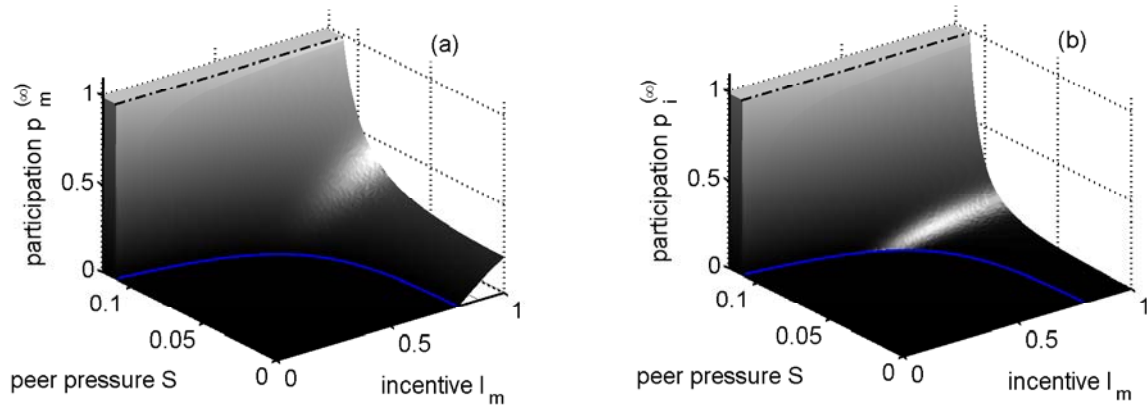 (a)
participation p_m^(∞)
1
0.5
0
0.1
0.05
0
peer pressure S
0
0.5
1
incentive I_m
(b)
participation p_i^(∞)
1
0.5
0
0.1
0.05
0
peer pressure S
0
0.5
1
incentive I_m